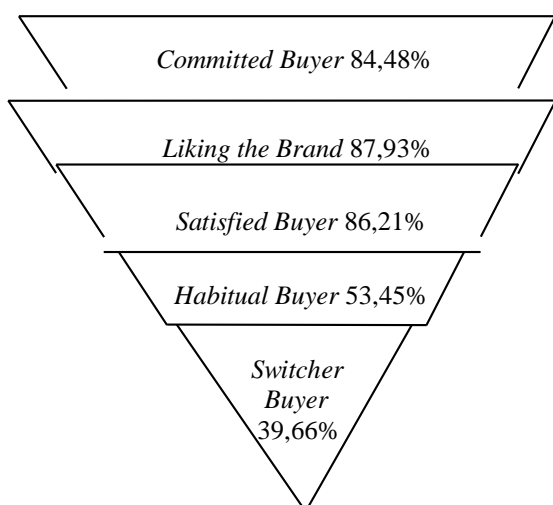 Committed Buyer 84,48%
Liking the Brand 87,93%
Satisfied Buyer 86,21%
Habitual Buyer 53,45%
Switcher
Buyer
39,66%